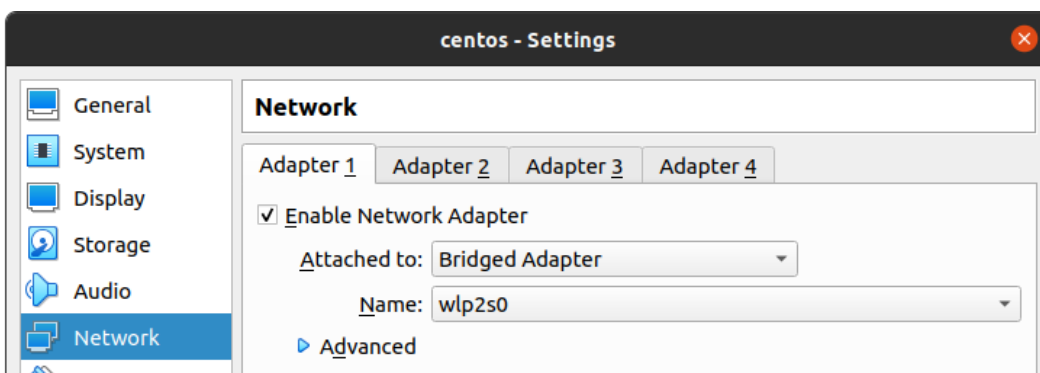 centos - Settings
General
System
Display
Storage
Audio
Network
Network
Adapter 1 Adapter 2 Adapter 3 Adapter 4
Enable Network Adapter
Attached to: Bridged Adapter
Name: wlp2s0
Advanced